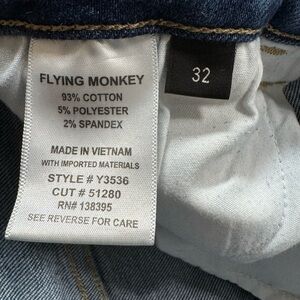 FLYING MONKEY
93% COTTON
5% POLYESTER
2% SPANDEX
MADE IN VIETNAM
WITH IMPORTED MATERIALS
STYLE # Y3536
CUT # 51280
RN# 138395
SEE REVERSE FOR CARE
32